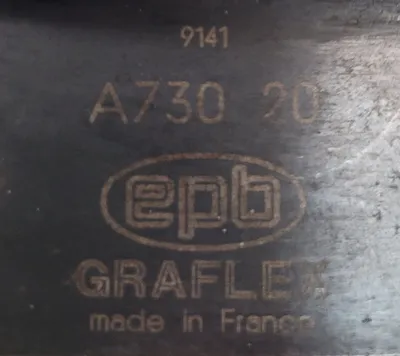 9141
A730 20
epb
GRAFLEX
made in France